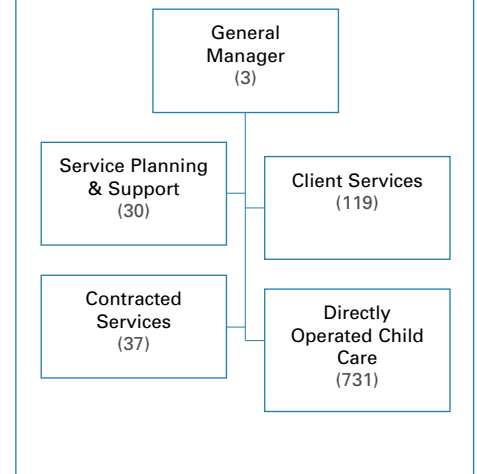 General
Manager
(3)
Service Planning
& Support
(30)
Client Services
(119)
Contracted
Services
(37)
Directly
Operated Child
Care
(731)